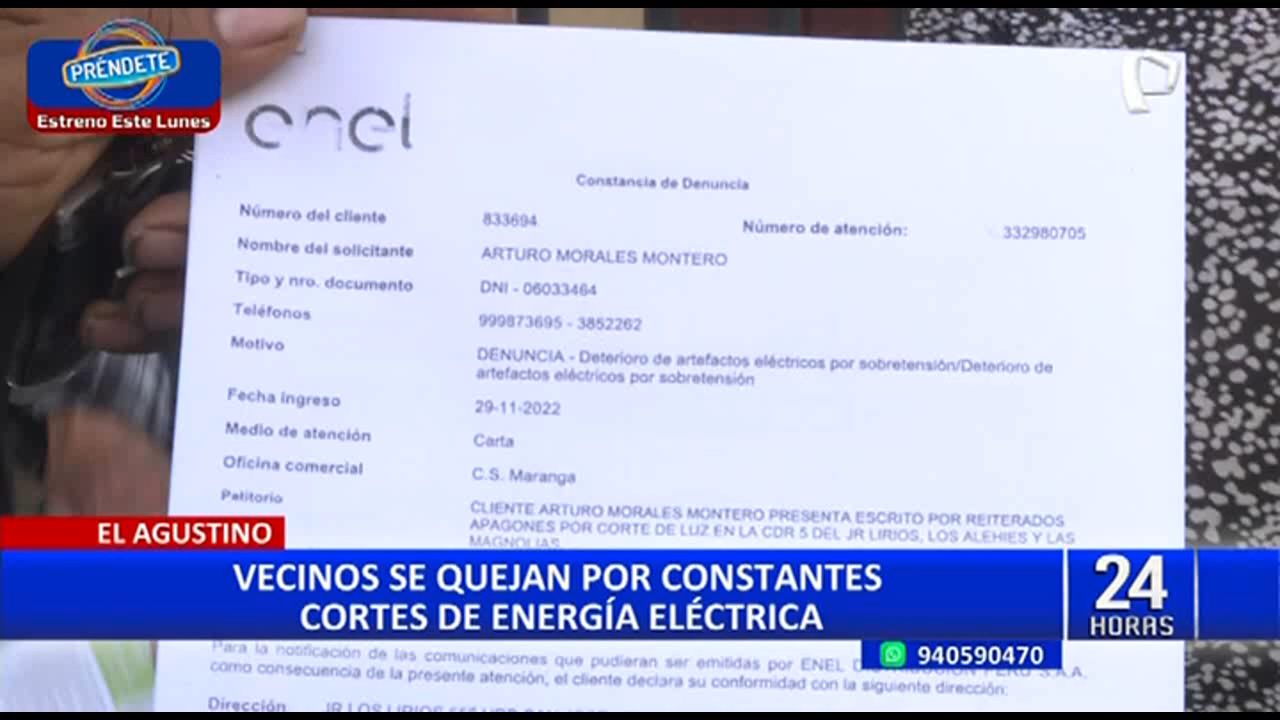 PRÉNDETE
Estreno Este Lunes
enel
Constancia de Denuncia
Número del cliente 833694 Número de atención: 332980705
Nombre del solicitante ARTURO MORALES MONTERO
Tipo y nro. documento DNI - 06033464
Teléfonos 999873695 - 3852262
Motivo DENUNCIA - Deterioro de artefactos eléctricos por sobretensión/Deterioro de
artefactos eléctricos por sobretensión
Fecha ingreso 29-11-2022
Medio de atención Carta
Oficina comercial C.S. Maranga
Petitorio CLIENTE ARTURO MORALES MONTERO PRESENTA ESCRITO POR REITERADOS
APAGONES POR CORTE DE LUZ EN LA CDR 5 DEL JR LIRIOS, LOS ALEHIES Y LAS
MAGNOLIAS
EL AGUSTINO
VECINOS SE QUEJAN POR CONSTANTES
CORTES DE ENERGÍA ELÉCTRICA
24
HORAS
940590470
Para la notificación de las comunicaciones que pudieran ser emitidas por ENEL S.A.A.
como consecuencia de la presente atención, el cliente declara su conformidad con la siguiente dirección:
Dirección JR LOS LIRIOS